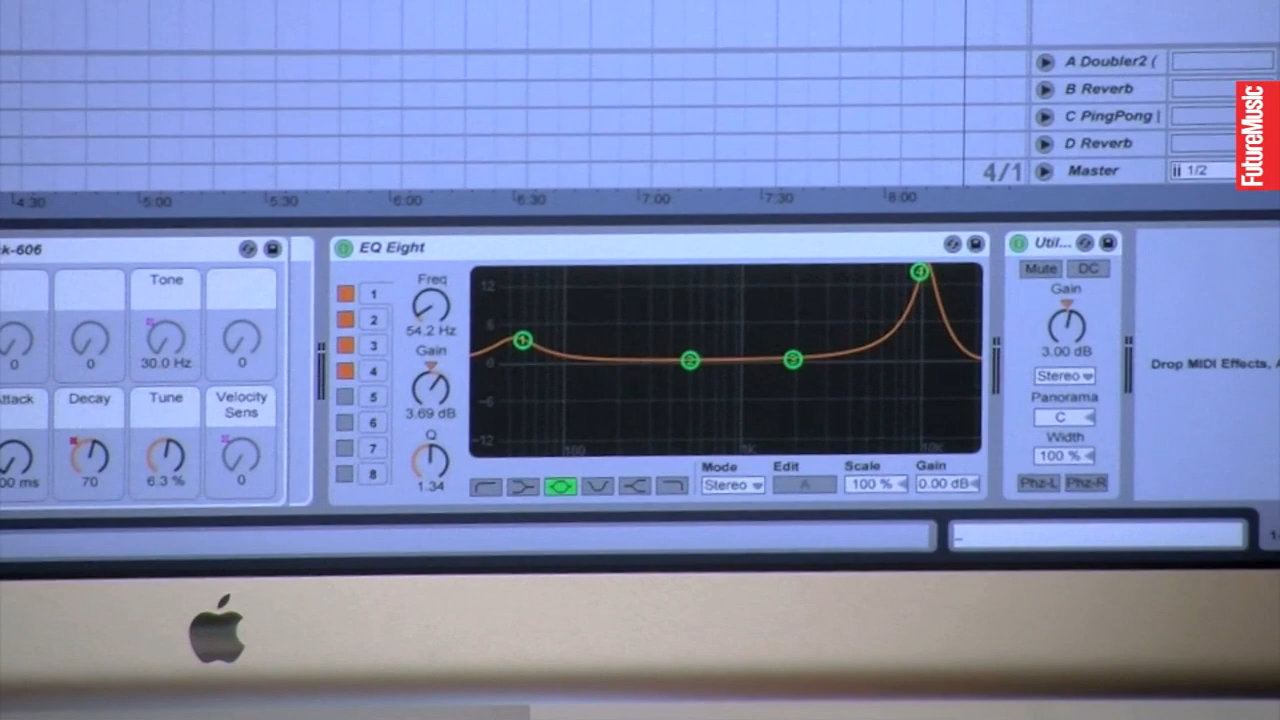 A Doubler2 (
B Reverb
C PingPong |
D Reverb
4/1 Master 1/2
FutureMusic
4:30 5:00 5:30 6:00 6:30 7:00 7:30 8:00
k-606
Tone
0 0 30.0 Hz 0
ttack Decay Tune Velocity Sens
00 ms 70 6.3 % 0
EQ Eight
1
2
3
4
5
6
7
8
Freq
54.2 Hz
Gain
3.69 dB
Q
1.34
12
6
0
-6
-12
100 1K 10K
1 2 3 4
Mode Edit Scale Gain
Stereo A 100 % 0.00 dB
Util...
Mute DC
Gain
3.00 dB
Stereo
Panorama
C
Width
100 %
Phz-L Phz-R
Drop MIDI Effects, A